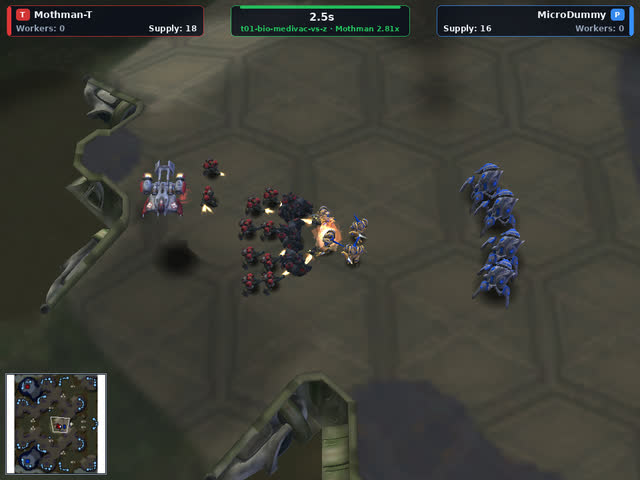 T Mothman-T
Workers: 0 Supply: 18
2.5s
t01-bio-medivac-vs-z · Mothman 2.81x
MicroDummy P
Supply: 16 Workers: 0